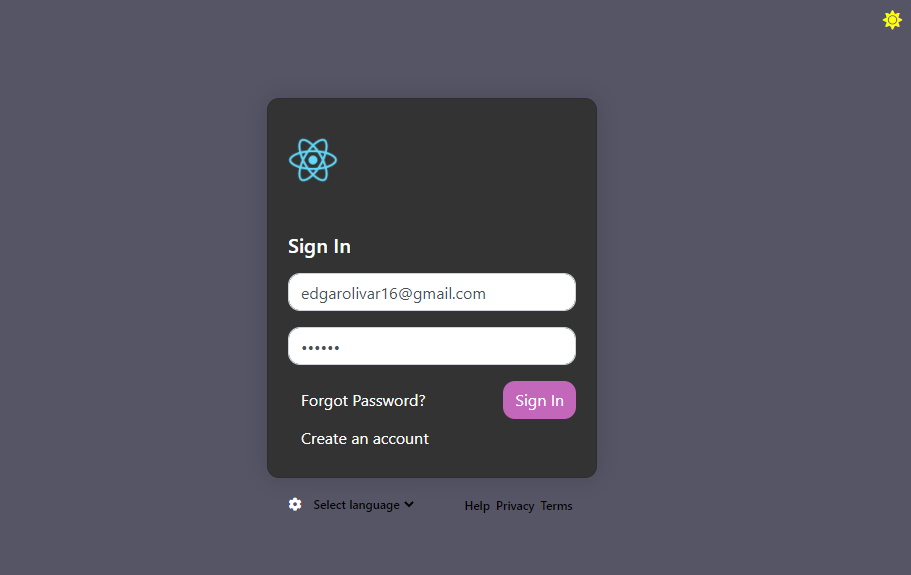 Sign In
edgarolivar16@gmail.com
••••••
Forgot Password? Sign In
Create an account
Select language Help Privacy Terms